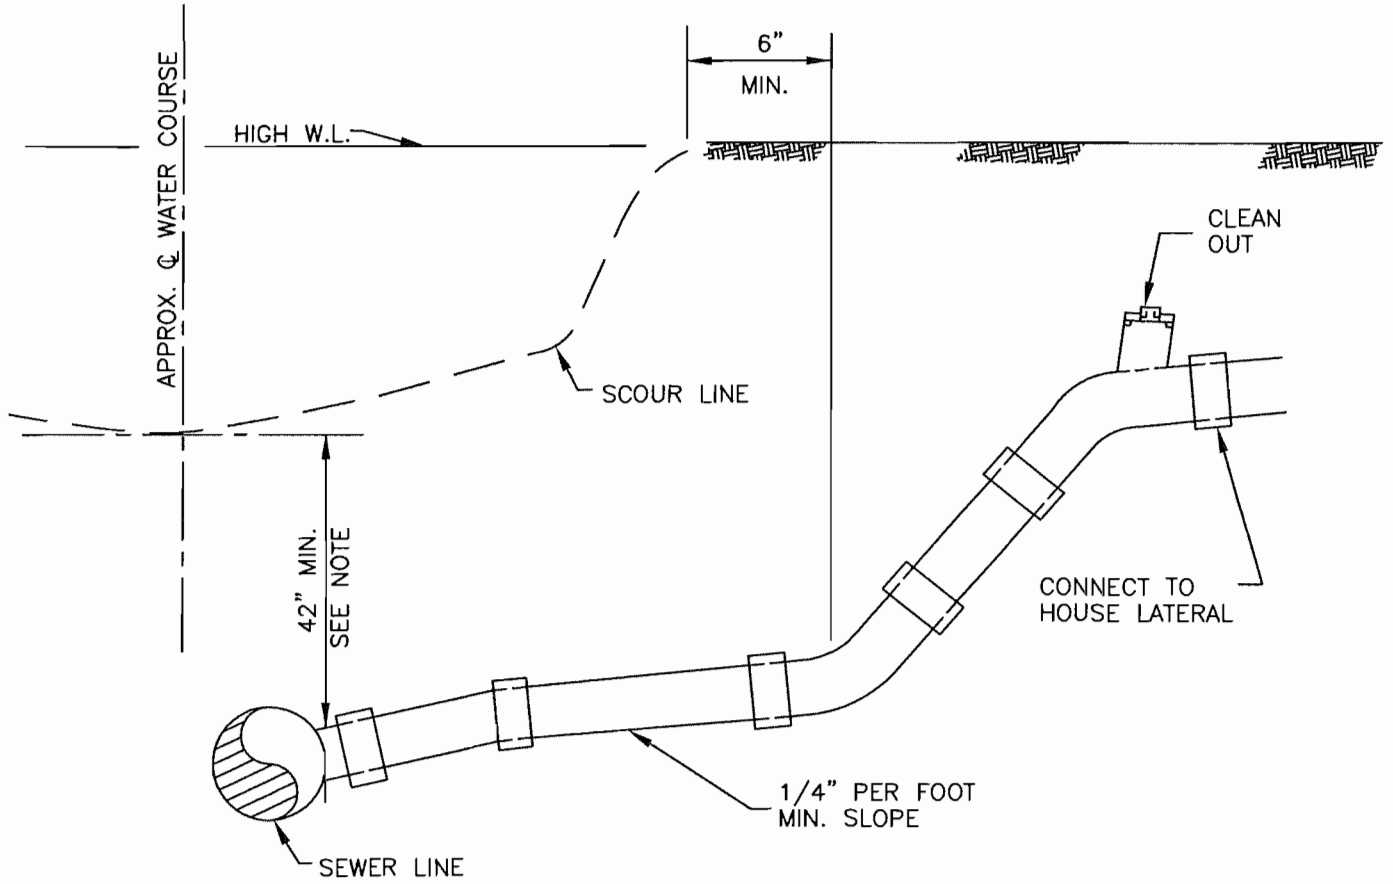 6"
MIN.
HIGH W.L.
APPROX. ℄ WATER COURSE
CLEAN
OUT
SCOUR LINE
42" MIN.
SEE NOTE
CONNECT TO
HOUSE LATERAL
1/4" PER FOOT
MIN. SLOPE
SEWER LINE